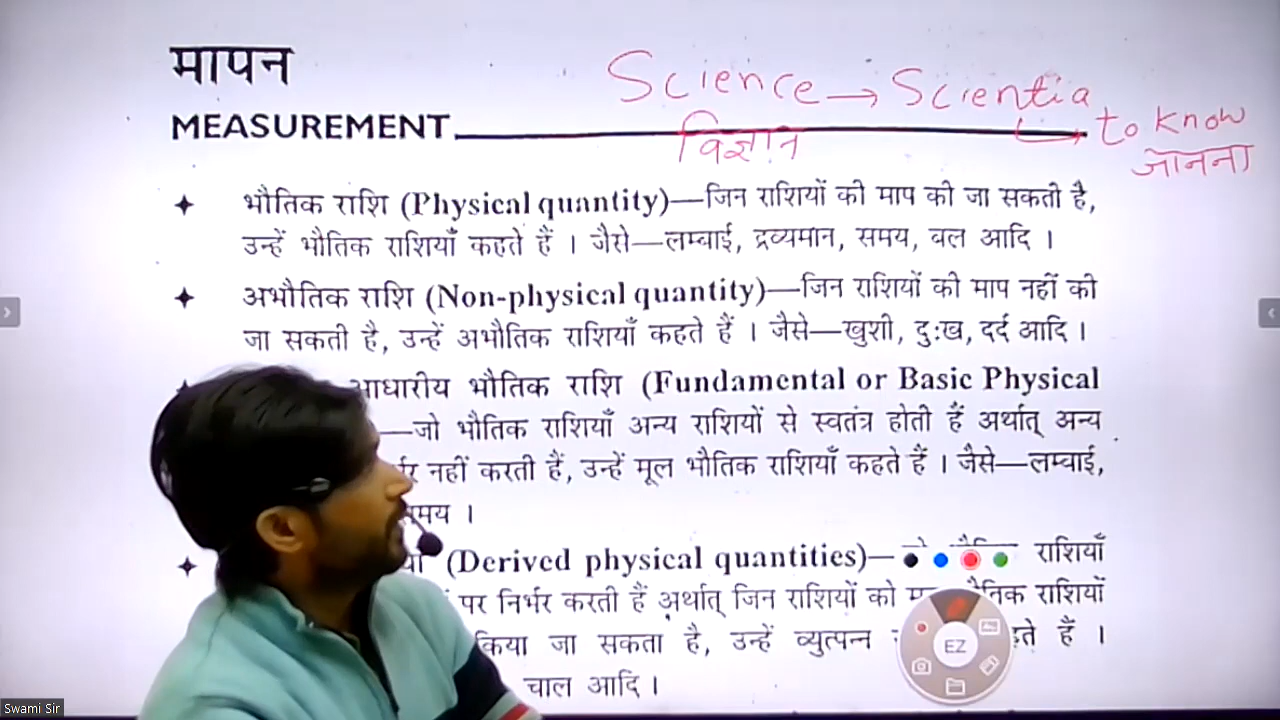 मापन
Science → Scientia
MEASUREMENT
विज्ञान
to know
जानना
✦ भौतिक राशि (Physical quantity)—जिन राशियों की माप की जा सकती है,
उन्हें भौतिक राशियाँ कहते हैं । जैसे—लम्बाई, द्रव्यमान, समय, बल आदि ।
✦ अभौतिक राशि (Non-physical quantity)—जिन राशियों की माप नहीं की
जा सकती है, उन्हें अभौतिक राशियाँ कहते हैं । जैसे—खुशी, दुःख, दर्द आदि ।
आधारीय भौतिक राशि (Fundamental or Basic Physical
—जो भौतिक राशियाँ अन्य राशियों से स्वतंत्र होती हैं अर्थात् अन्य
नहीं करती हैं, उन्हें मूल भौतिक राशियाँ कहते हैं । जैसे—लम्बाई,
।
✦ (Derived physical quantities)— राशियाँ
पर निर्भर करती हैं अर्थात् जिन राशियों को राशियों
किया जा सकता है, उन्हें व्युत्पन्न हैं ।
चाल आदि ।
EZ
Swami Sir